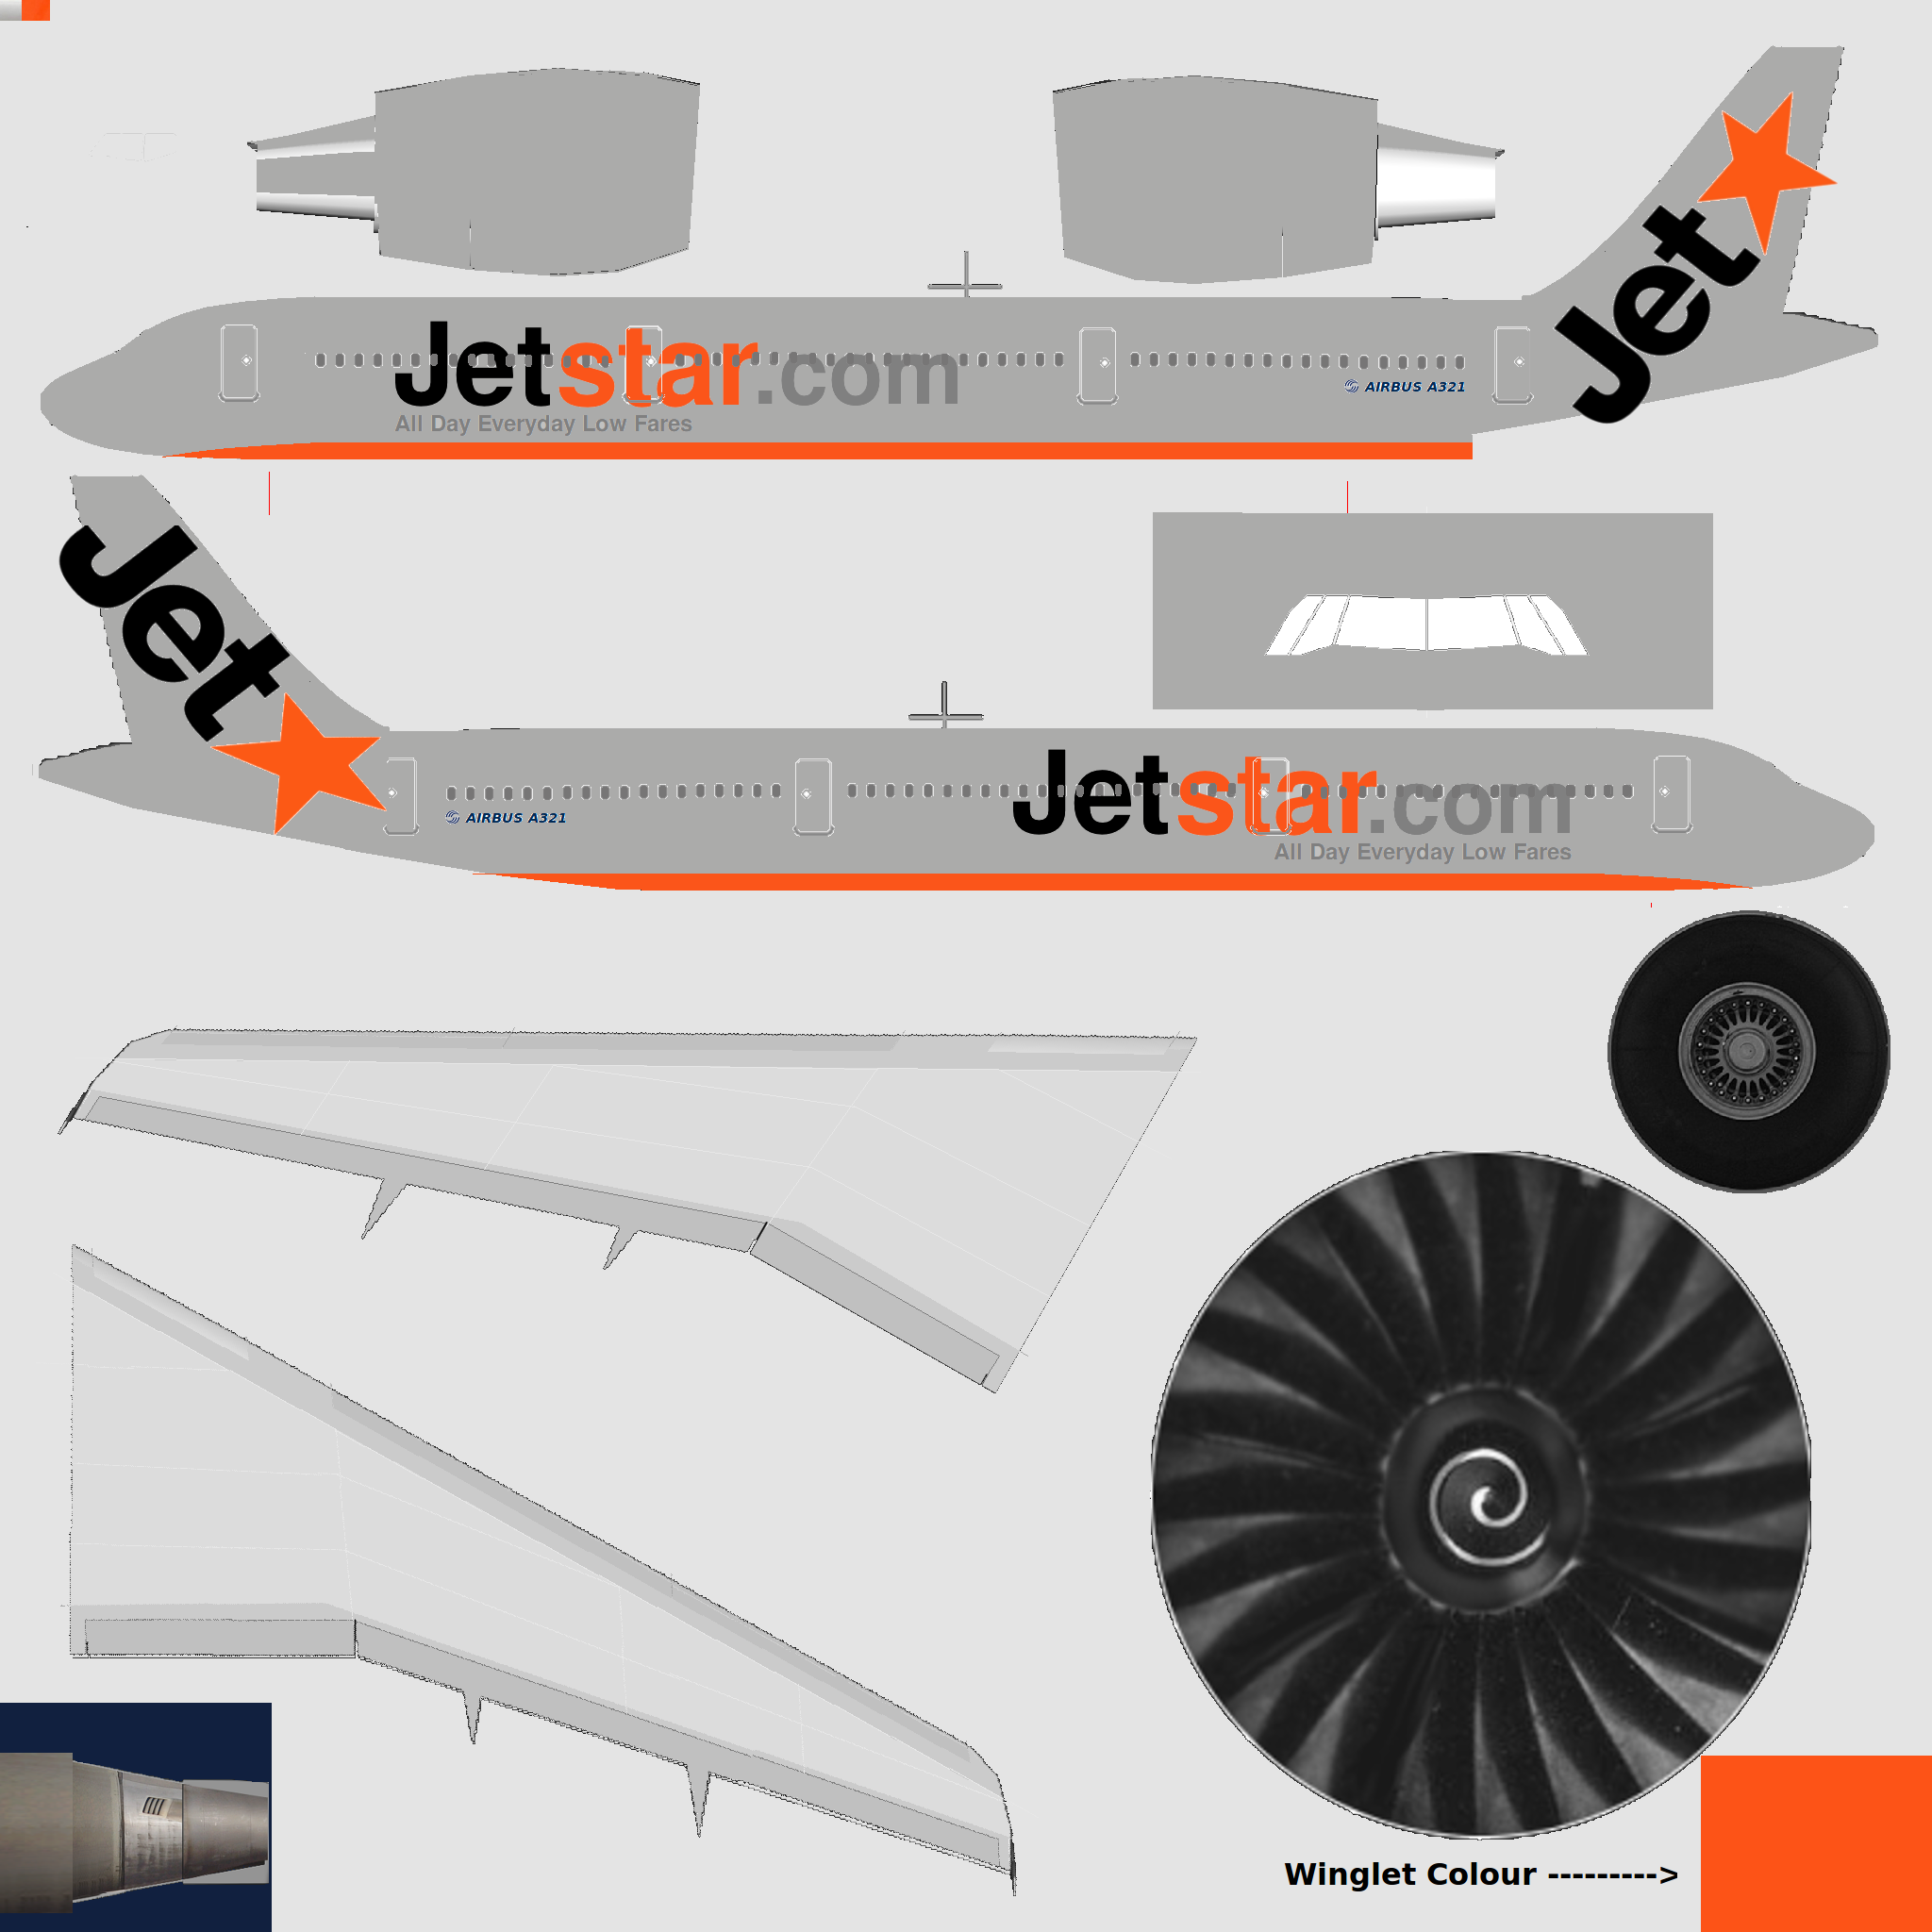 Jet
Jetstar.com
AIRBUS A321
All Day Everyday Low Fares
Jet
Jetstar.com
AIRBUS A321
All Day Everyday Low Fares
Winglet Colour --------->